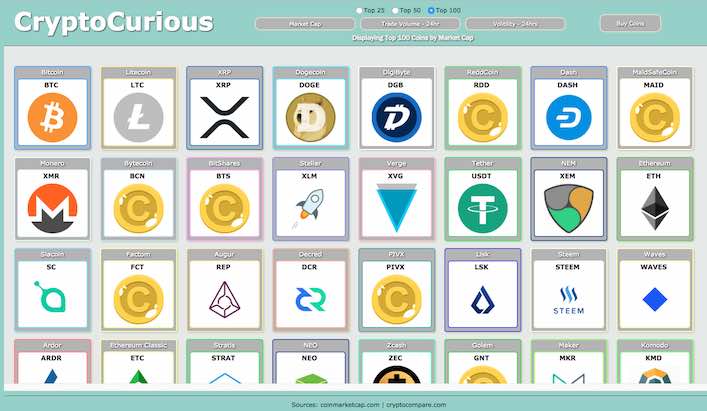 CryptoCurious
Top 25 Top 50 Top 100
Market Cap Trade Volume - 24hr Volitility - 24hrs Buy Coins
Displaying Top 100 Coins by Market Cap
Bitcoin Litecoin XRP Dogecoin DigiByte ReddCoin Dash MaidSafeCoin
BTC LTC XRP DOGE DGB RDD DASH MAID
Monero Bytecoin BitShares Stellar Verge Tether NEM Ethereum
XMR BCN BTS XLM XVG USDT XEM ETH
Siacoin Factom Augur Decred PIVX Lisk Steem Waves
SC FCT REP DCR PIVX LSK STEEM WAVES
STEEM
Ardor Ethereum Classic Stratis NEO Zcash Golem Maker Komodo
ARDR ETC STRAT NEO ZEC GNT MKR KMD
Sources: coinmarketcap.com | cryptocompare.com